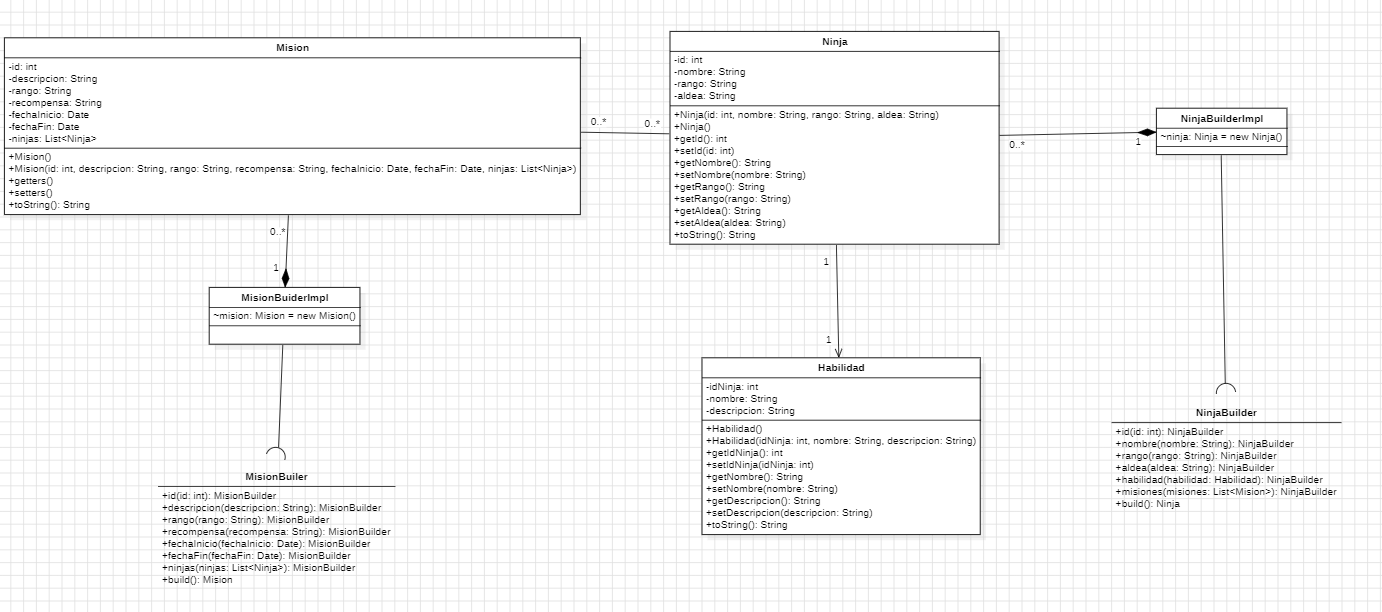 Mision
-id: int
-descripcion: String
-rango: String
-recompensa: String
-fechaInicio: Date
-fechaFin: Date
-ninjas: List<Ninja>
+Mision()
+Mision(id: int, descripcion: String, rango: String, recompensa: String, fechaInicio: Date, fechaFin: Date, ninjas: List<Ninja>)
+getters()
+setters()
+toString(): String
0..*
0..*
Ninja
-id: int
-nombre: String
-rango: String
-aldea: String
+Ninja(id: int, nombre: String, rango: String, aldea: String)
+Ninja()
+getId(): int
+setId(id: int)
+getNombre(): String
+setNombre(nombre: String)
+getRango(): String
+setRango(rango: String)
+getAldea(): String
+setAldea(aldea: String)
+toString(): String
0..*
1
NinjaBuilderImpl
~ninja: Ninja = new Ninja()
0..*
1
MisionBuiderImpl
~mision: Mision = new Mision()
1
1
Habilidad
-idNinja: int
-nombre: String
-descripcion: String
+Habilidad()
+Habilidad(idNinja: int, nombre: String, descripcion: String)
+getIdNinja(): int
+setIdNinja(idNinja: int)
+getNombre(): String
+setNombre(nombre: String)
+getDescripcion(): String
+setDescripcion(descripcion: String)
+toString(): String
NinjaBuilder
+id(id: int): NinjaBuilder
+nombre(nombre: String): NinjaBuilder
+rango(rango: String): NinjaBuilder
+aldea(aldea: String): NinjaBuilder
+habilidad(habilidad: Habilidad): NinjaBuilder
+misiones(misiones: List<Mision>): NinjaBuilder
+build(): Ninja
MisionBuiler
+id(id: int): MisionBuilder
+descripcion(descripcion: String): MisionBuilder
+rango(rango: String): MisionBuilder
+recompensa(recompensa: String): MisionBuilder
+fechaInicio(fechaInicio: Date): MisionBuilder
+fechaFin(fechaFin: Date): MisionBuilder
+ninjas(ninjas: List<Ninja>): MisionBuilder
+build(): Mision